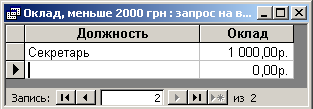 Оклад, меньше 2000 грн : запрос на в...
Должность Оклад
Секретарь 1 000,00р.
0,00р.
Запись: 2 из 2